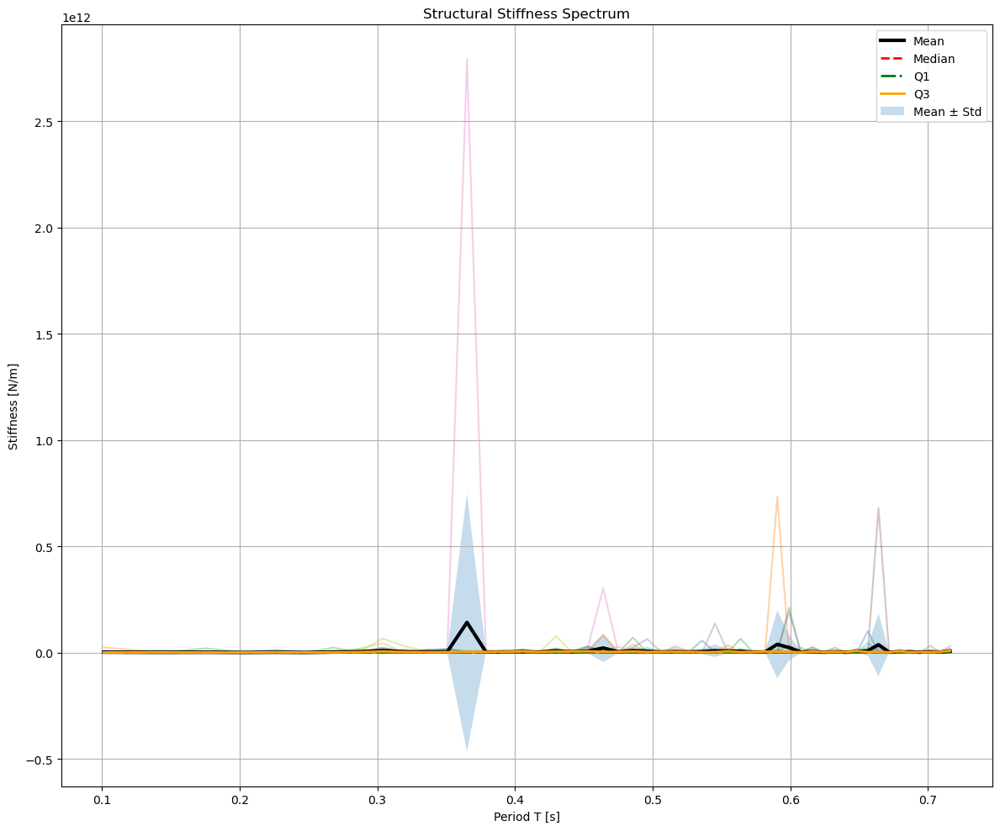 Structural Stiffness Spectrum
1e12
Mean
Median
Q1
Q3
Mean ± Std
2.5
2.0
1.5
1.0
0.5
0.0
−0.5
Stiffness [N/m]
0.1 0.2 0.3 0.4 0.5 0.6 0.7
Period T [s]